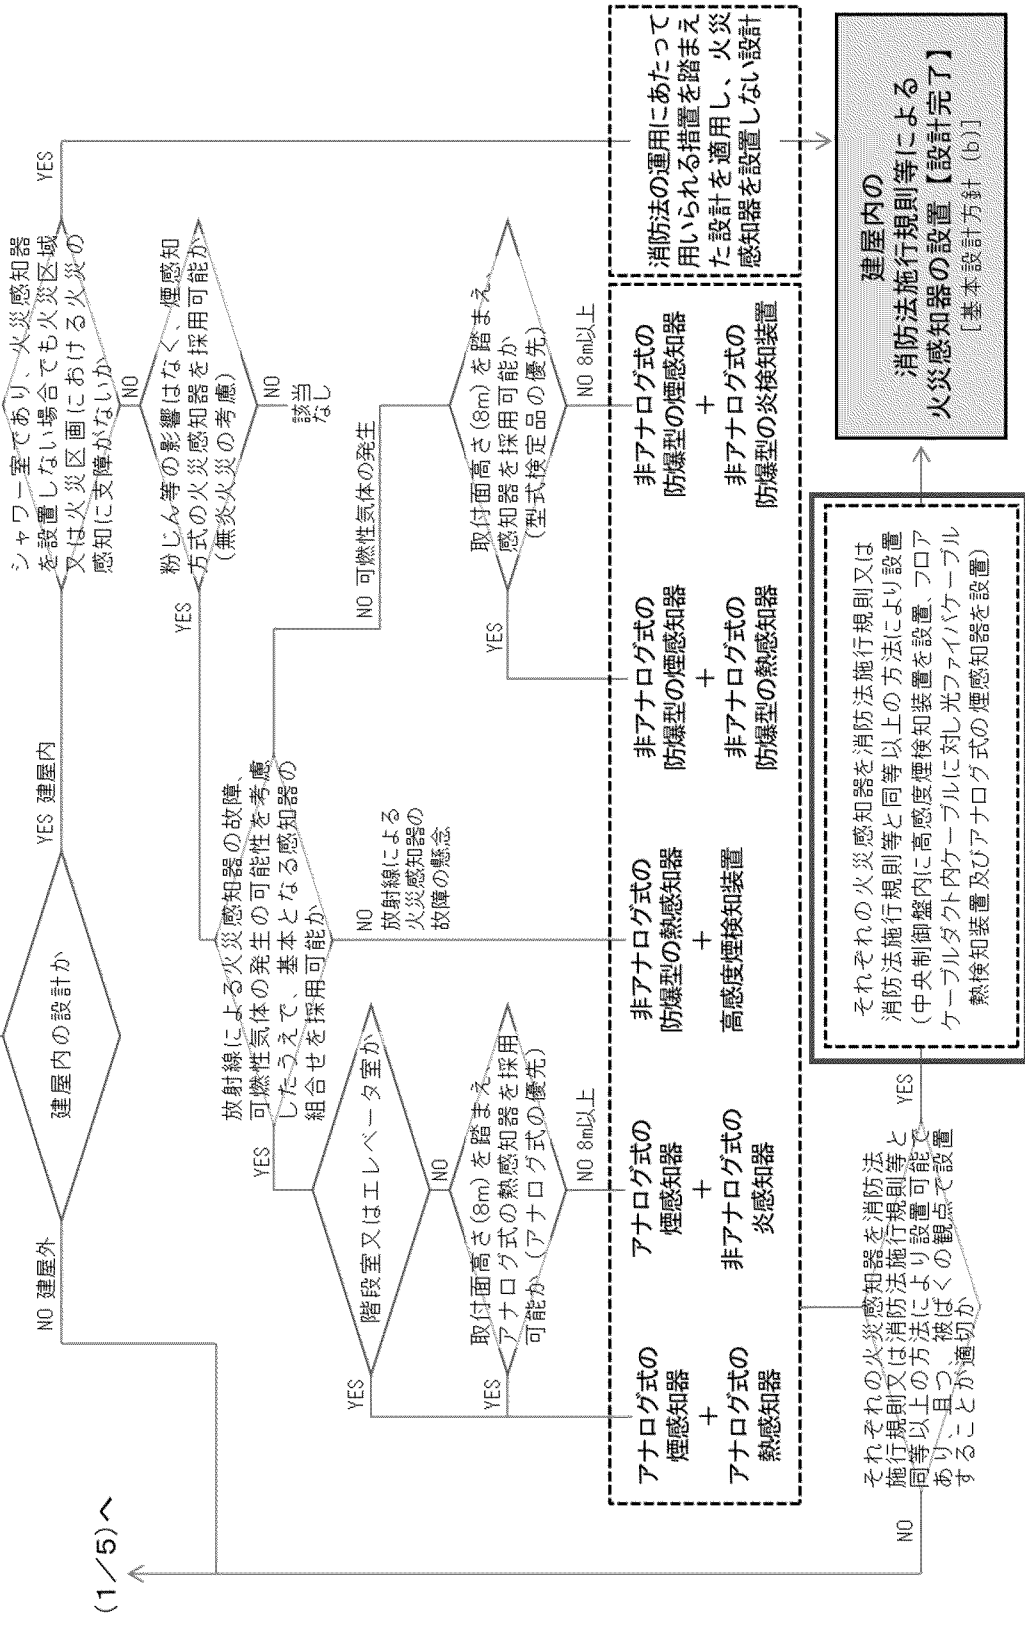 (1/5)へ
建屋内の設計か
NO 建屋外
YES 建屋内
シャワー室であり、火災感知器
を設置しない場合でも火災区域
又は火災区画における火災の
感知に支障がないか
YES
NO
粉じん等の影響はなく、煙感知
方式の火災感知器を採用可能か
(無炎火災の考慮)
YES
NO
該当
なし
放射線による火災感知器の故障、
可燃性気体の発生の可能性を考慮
したうえで、基本となる感知器の
組合せを採用可能か
YES
NO
放射線による
火災感知器の
故障の懸念
NO 可燃性気体の発生
階段室又はエレベータ室か
YES
NO
取付面高さ(8m)を踏まえ、
アナログ式の熱感知器を採用
可能か(アナログ式の優先)
YES
NO 8m以上
取付面高さ(8m)を踏まえ、
感知器を採用可能か
(型式検定品の優先)
YES
NO 8m以上
アナログ式の
煙感知器
+
アナログ式の
熱感知器
アナログ式の
煙感知器
+
非アナログ式の
炎感知器
非アナログ式の
防爆型の熱感知器
+
高感度煙検知装置
非アナログ式の
防爆型の煙感知器
+
非アナログ式の
防爆型の熱感知器
非アナログ式の
防爆型の煙感知器
+
非アナログ式の
防爆型の炎検知装置
消防法の運用にあたって
用いられる措置を踏まえ
た設計を適用し、火災
感知器を設置しない設計
それぞれの火災感知器を消防法
施行規則又は消防法施行規則等と
同等以上の方法により設置可能で
あり、且つ、被ばくの観点で設置
することが適切か
NO
YES
それぞれの火災感知器を消防法施行規則又は
消防法施行規則等と同等以上の方法により設置
(中央制御盤内に高感度煙検知装置を設置、フロア
ケーブルダクト内ケーブルに対し光ファイバケーブル
熱検知装置及びアナログ式の煙感知器を設置)
建屋内の
消防法施行規則等による
火災感知器の設置【設計完了】
[基本設計方針 (b)]